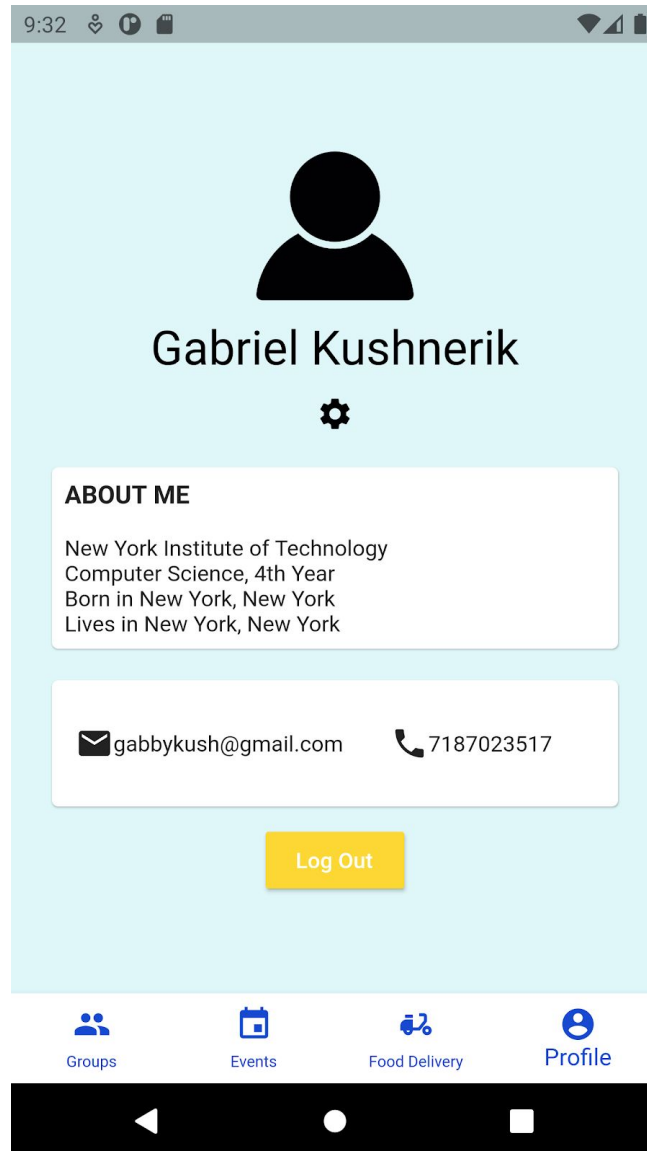 9:32
Gabriel Kushnerik
ABOUT ME
New York Institute of Technology
Computer Science, 4th Year
Born in New York, New York
Lives in New York, New York
gabbykush@gmail.com 7187023517
Log Out
Groups Events Food Delivery Profile